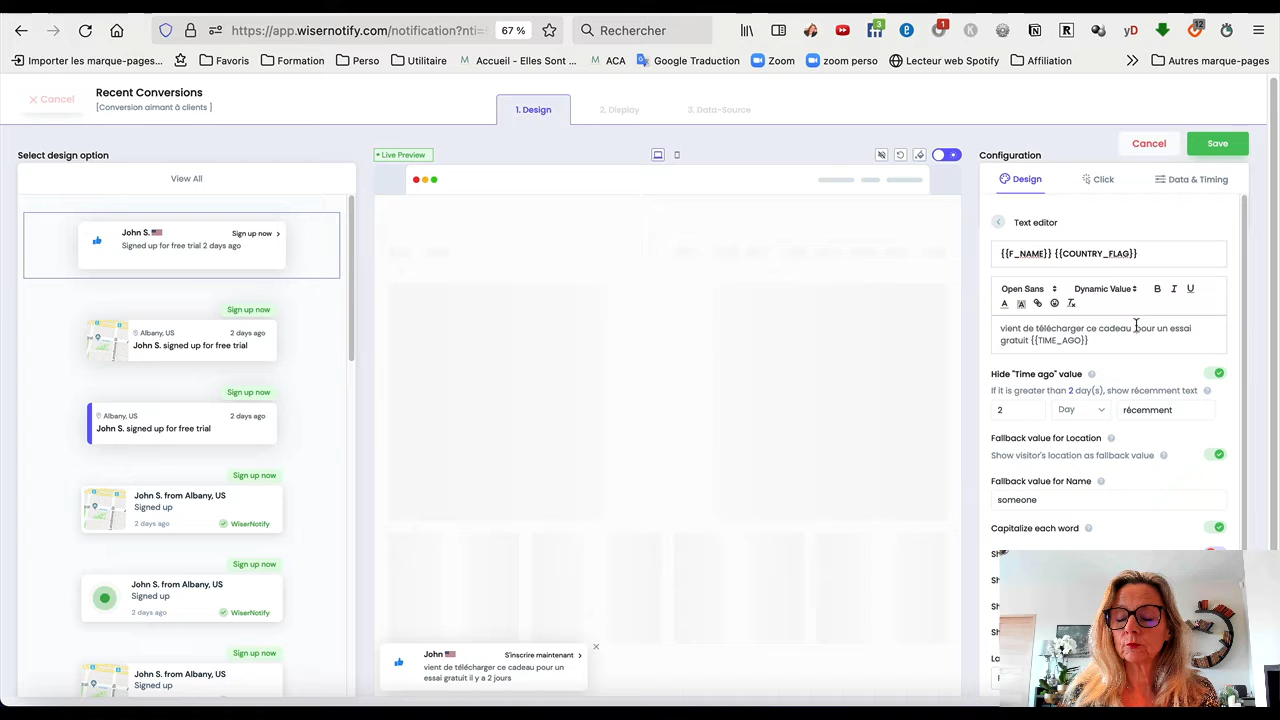 https://app.wisernotify.com/notification?nti=
67 %
Rechercher
3
1
12
Importer les marque-pages...
Favoris
Formation
Perso
Utilitaire
Accueil - Elles Sont ...
ACA
Google Traduction
Zoom
zoom perso
Lecteur web Spotify
Affiliation
Autres marque-pages
Cancel
Recent Conversions
[Conversion aimant à clients ]
1. Design
2. Display
3. Data-Source
Select design option
Live Preview
Configuration
Cancel
Save
View All
Design
Click
Data & Timing
John S.
Sign up now
Signed up for free trial 2 days ago
Text editor
{{F_NAME}} {{COUNTRY_FLAG}}
Open Sans
Dynamic Value
B
I
U
A
A
vient de télécharger ce cadeau pour un essai
gratuit {{TIME_AGO}}
Sign up now
Albany, US
2 days ago
John S. signed up for free trial
Hide "Time ago" value
If it is greater than 2 day(s), show récemment text
2
Day
récemment
Sign up now
Albany, US
2 days ago
John S. signed up for free trial
Fallback value for Location
Show visitor's location as fallback value
Fallback value for Name
someone
Capitalize each word
Sign up now
John S. from Albany, US
Signed up
2 days ago
WiserNotify
Sign up now
John S. from Albany, US
Signed up
2 days ago
WiserNotify
Sign up now
John S. from Albany, US
Signed up
John
S'inscrire maintenant
vient de télécharger ce cadeau pour un
essai gratuit il y a 2 jours